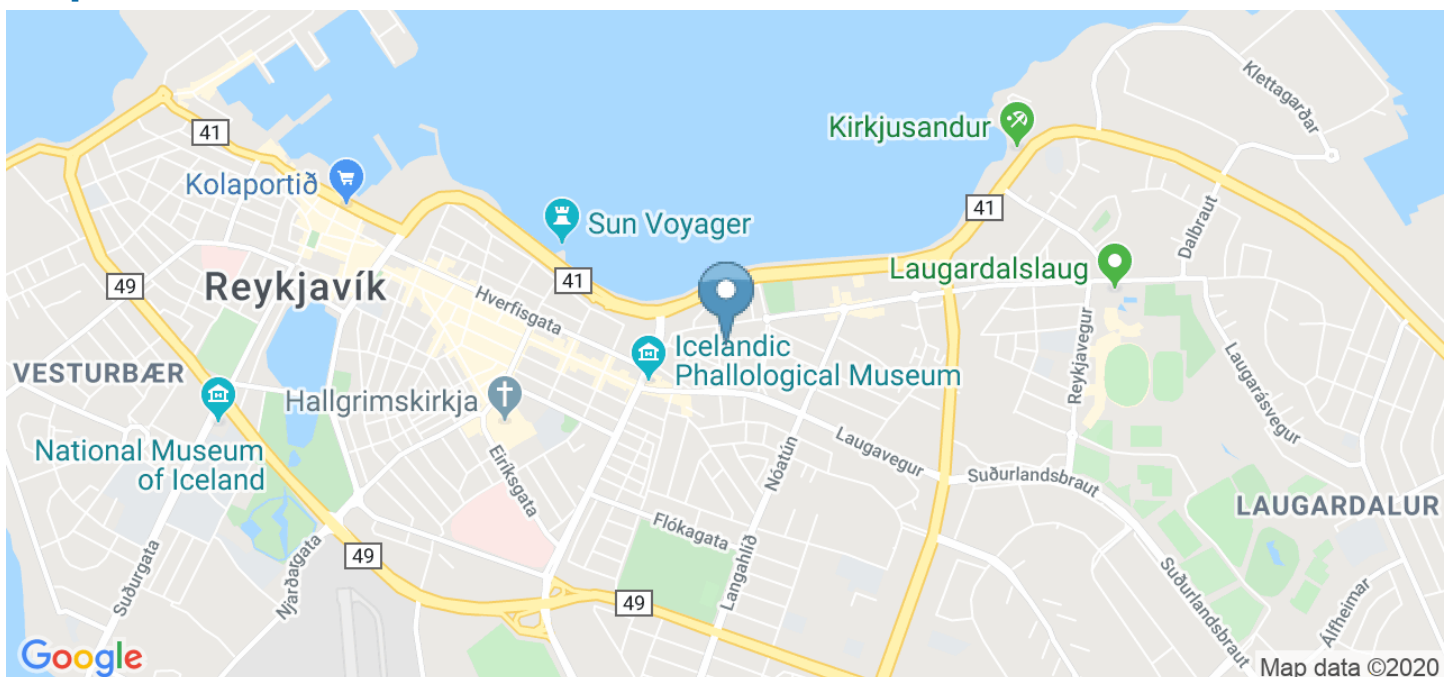 Klettagarðar
41
Kirkjusandur
Kolaportið
41
Sun Voyager
Dalbraut
Laugardalslaug
41
49
Reykjavík
Hverfisgata
Reykjavegur
Laugarásvegur
Icelandic
Phallological Museum
VESTURBÆR
Hallgrimskirkja
National Museum
of Iceland
Eiríksgata
Nóatún
Laugavegur
Suðurlandsbraut
LAUGARDALUR
Flókagata
49
Suðurgata
Njarðargata
Langahlíð
49
Suðurlandsbraut
Álfheimar
Google
Map data ©2020